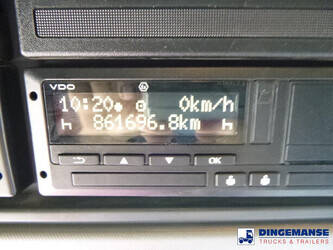 VDO
10:20 0km/h
h 861696.8km h
OK
DINGEMANSE
TRUCKS & TRAILERS